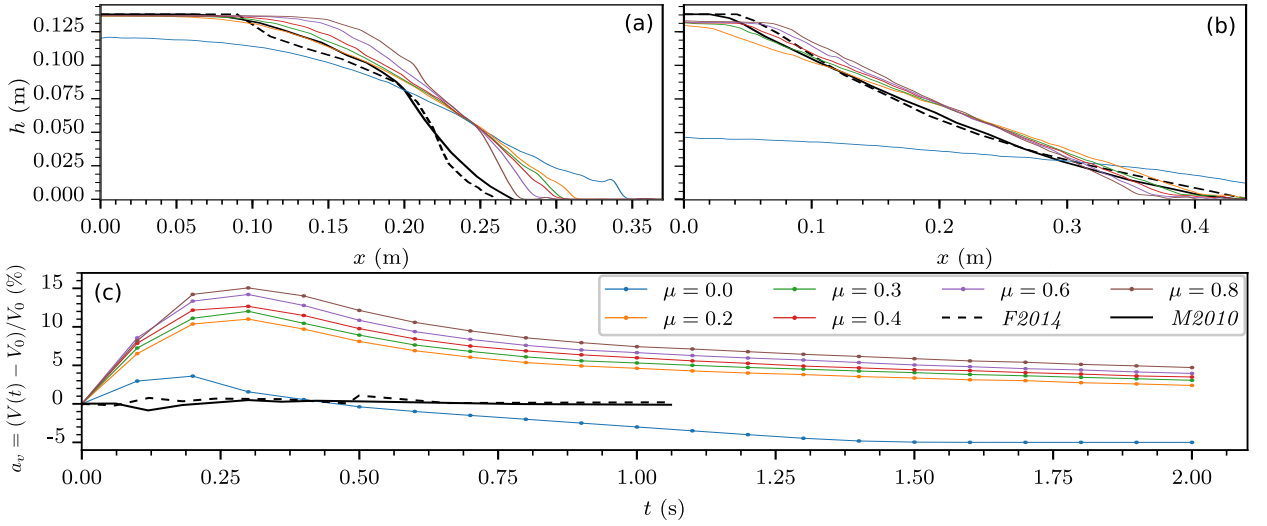 h (m)
0.125
0.100
0.075
0.050
0.025
0.000
(a)
0.00 0.05 0.10 0.15 0.20 0.25 0.30 0.35
x (m)
(b)
0.0 0.1 0.2 0.3 0.4
x (m)
a_v = (V(t) − V_0)/V_0 (%)
15
10
5
0
-5
(c)
μ = 0.0 μ = 0.3 μ = 0.6 μ = 0.8
μ = 0.2 μ = 0.4 F2014 M2010
0.00 0.25 0.50 0.75 1.00 1.25 1.50 1.75 2.00
t (s)